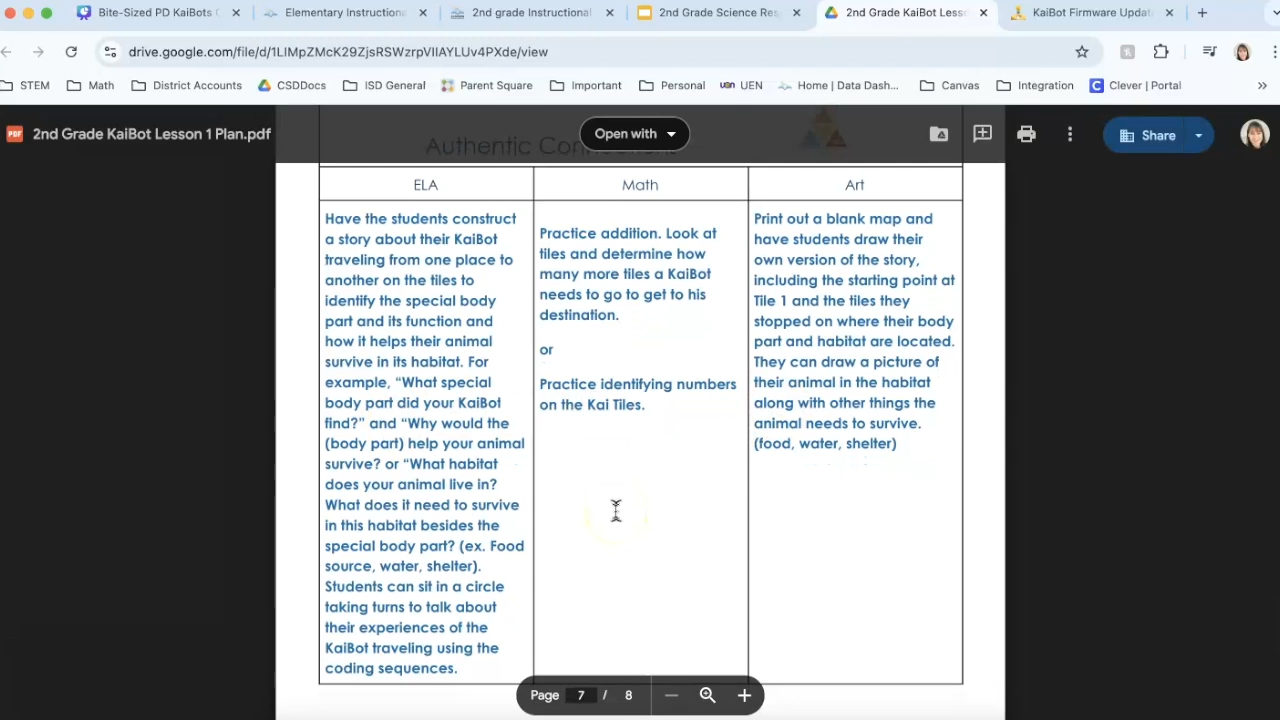 Bite-Sized PD KaiBots
Elementary Instructiona
2nd grade Instructional
2nd Grade Science Res
2nd Grade KaiBot Less
KaiBot Firmware Updat
drive.google.com/file/d/1LIMpZMcK29ZjsRSWzrpVIIAYLUv4PXde/view
STEM
Math
District Accounts
CSDDocs
ISD General
Parent Square
Important
Personal
uen UEN
Home | Data Dash...
Canvas
Integration
Clever | Portal
PDF 2nd Grade KaiBot Lesson 1 Plan.pdf
Open with
Share
Authentic
ELA
Have the students construct
a story about their KaiBot
traveling from one place to
another on the tiles to
identify the special body
part and its function and
how it helps their animal
survive in its habitat. For
example, “What special
body part did your KaiBot
find?” and “Why would the
(body part) help your animal
survive? or “What habitat
does your animal live in?
What does it need to survive
in this habitat besides the
special body part? (ex. Food
source, water, shelter).
Students can sit in a circle
taking turns to talk about
their experiences of the
KaiBot traveling using the
coding sequences.
Math
Practice addition. Look at
tiles and determine how
many more tiles a KaiBot
needs to go to get to his
destination.
or
Practice identifying numbers
on the Kai Tiles.
Art
Print out a blank map and
have students draw their
own version of the story,
including the starting point at
Tile 1 and the tiles they
stopped on where their body
part and habitat are located.
They can draw a picture of
their animal in the habitat
along with other things the
animal needs to survive.
(food, water, shelter)
Page 7 / 8